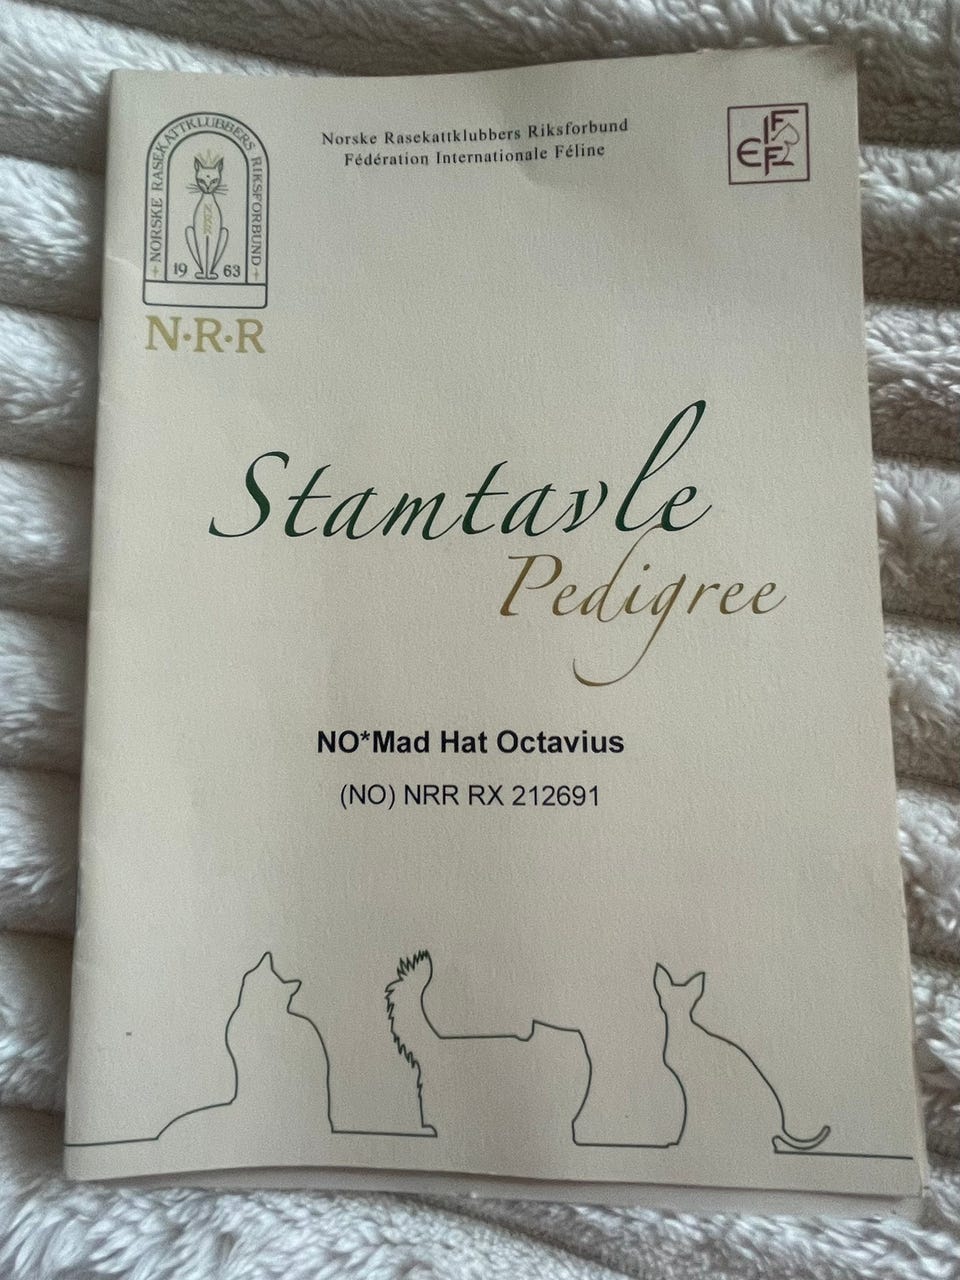 NORSKE RASEKATTKLUBBERS RIKSFORBUND
NRR
19 63
N·R·R
Norske Rasekattklubbers Riksforbund
Fédération Internationale Féline
FIFE
Stamtavle
Pedigree
NO*Mad Hat Octavius
(NO) NRR RX 212691